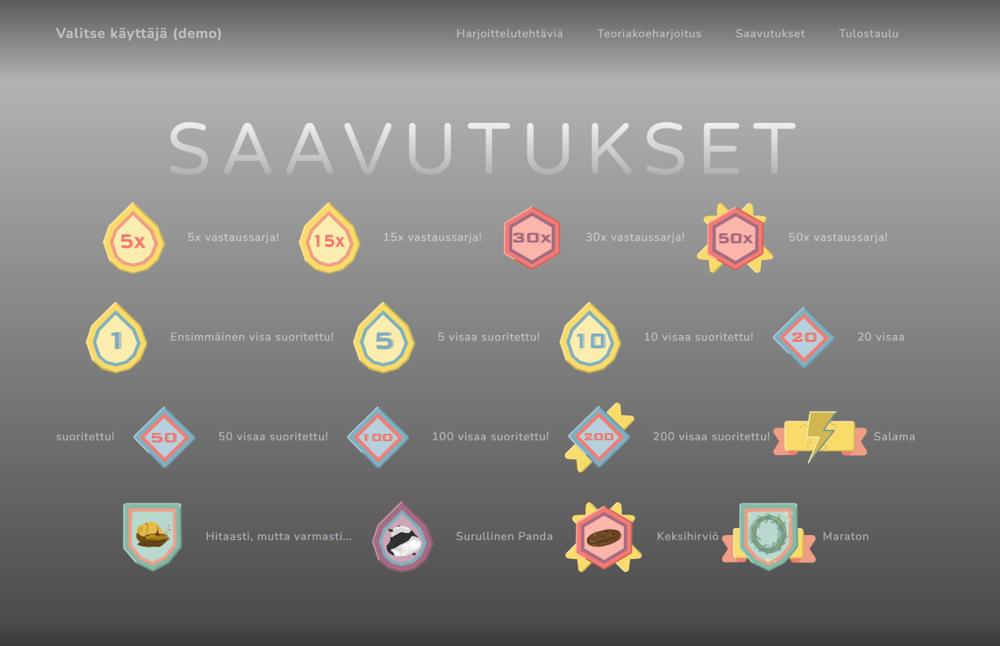 Valitse käyttäjä (demo) Harjoittelutehtäviä Teoriakoeharjoitus Saavutukset Tulostaulu
SAAVUTUKSET
5x 5x vastaussarja! 15x 15x vastaussarja! 30x 30x vastaussarja! 50x 50x vastaussarja!
1 Ensimmäinen visa suoritettu! 5 5 visaa suoritettu! 10 10 visaa suoritettu! 20 20 visaa
suoritettu! 50 50 visaa suoritettu! 100 100 visaa suoritettu! 200 200 visaa suoritettu! Salama
Hitaasti, mutta varmasti... Surullinen Panda Keksihirviö Maraton